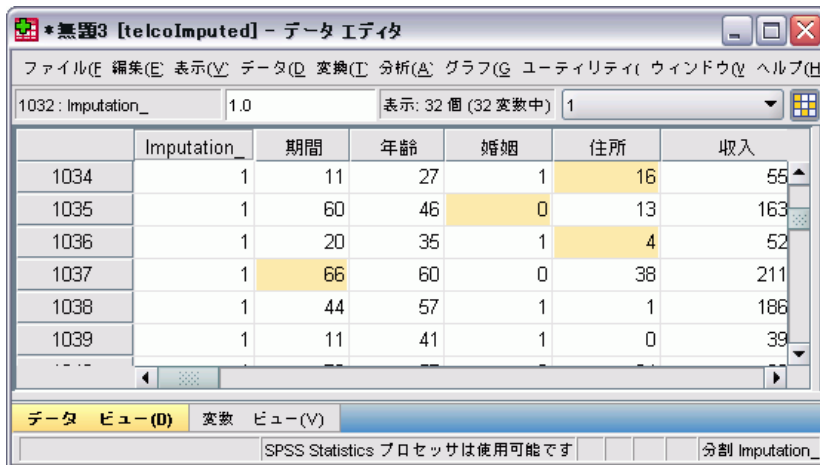 *無題3 [telcoImputed] - データ エディタ
ファイル(F 編集(E) 表示(V) データ(D 変換(T 分析(A) グラフ(G ユーティリティ( ウィンドウ(W ヘルプ(H
1032 : Imputation_ 1.0 表示: 32 個 (32 変数中) 1
Imputation_ 期間 年齢 婚姻 住所 収入
1034 1 11 27 1 16 55
1035 1 60 46 0 13 163
1036 1 20 35 1 4 52
1037 1 66 60 0 38 211
1038 1 44 57 1 1 186
1039 1 11 41 1 0 39
データ ビュー(D) 変数 ビュー(V)
SPSS Statistics プロセッサは使用可能です 分割 Imputation_